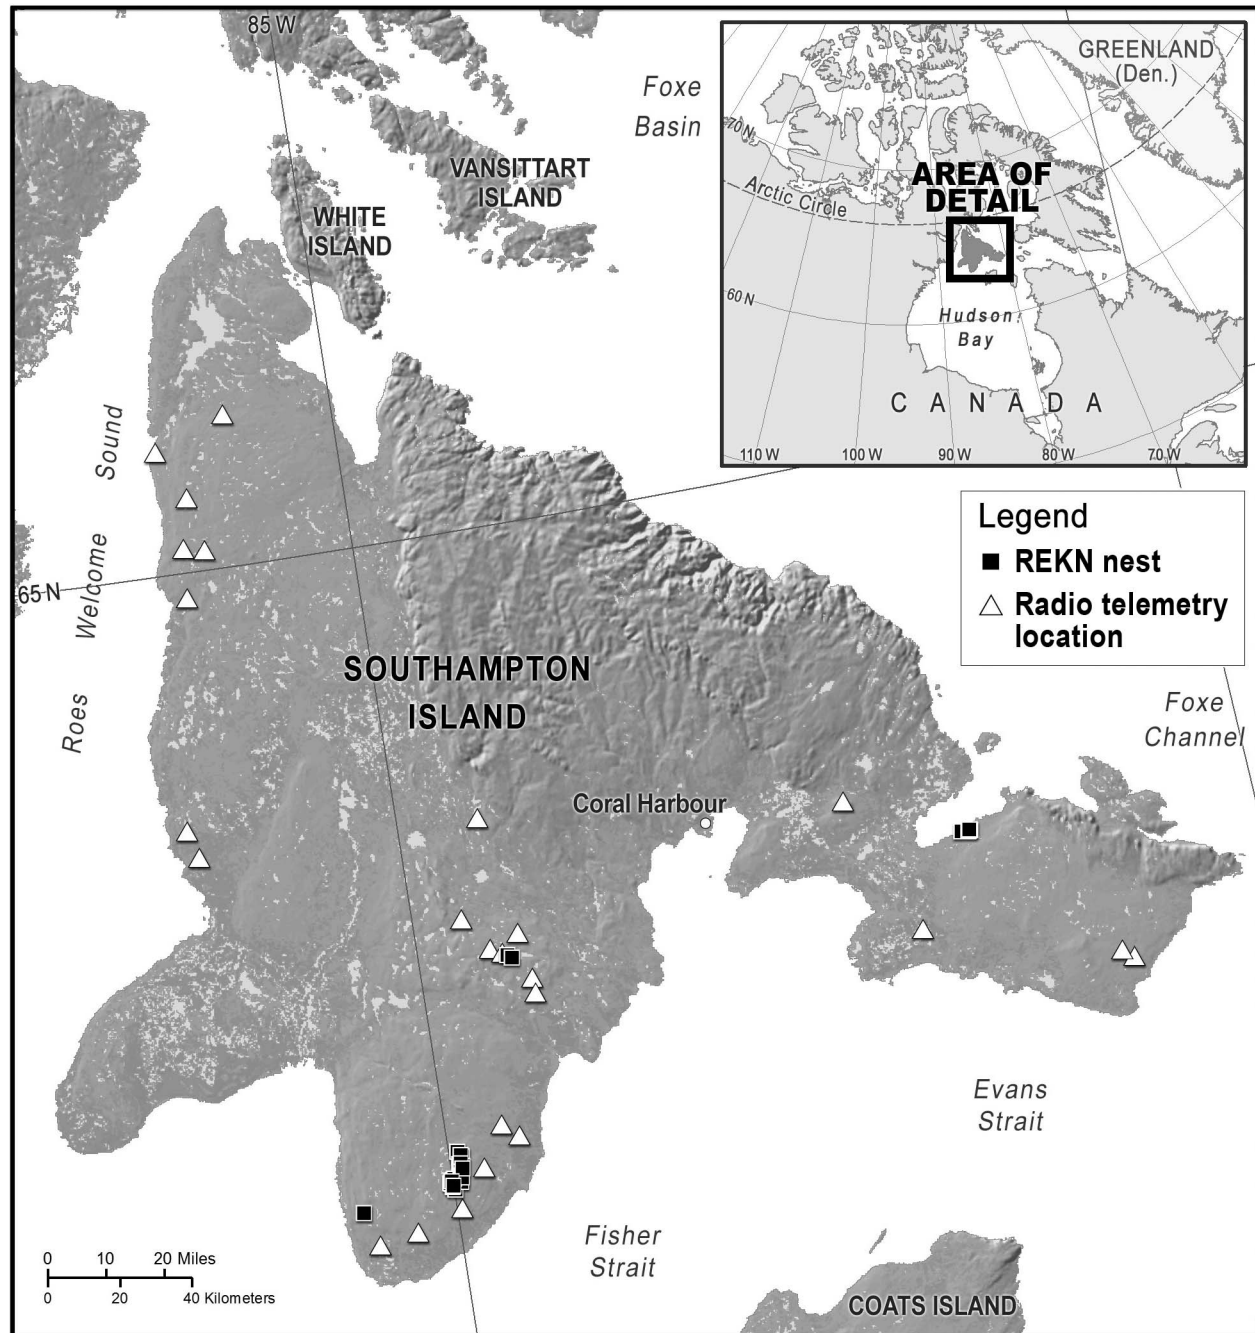 85 W
Foxe
Basin
VANSITTART
ISLAND
WHITE
ISLAND
GREENLAND
(Den.)
70 N
AREA OF
DETAIL
Arctic Circle
60 N
Hudson
Bay
C A N A D A
110 W
100 W
90 W
80 W
70 W
Legend
REKN nest
Radio telemetry
location
Roes Welcome Sound
65 N
SOUTHAMPTON
ISLAND
Foxe
Channel
Coral Harbour
Evans
Strait
Fisher
Strait
COATS ISLAND
0 10 20 Miles
0 20 40 Kilometers